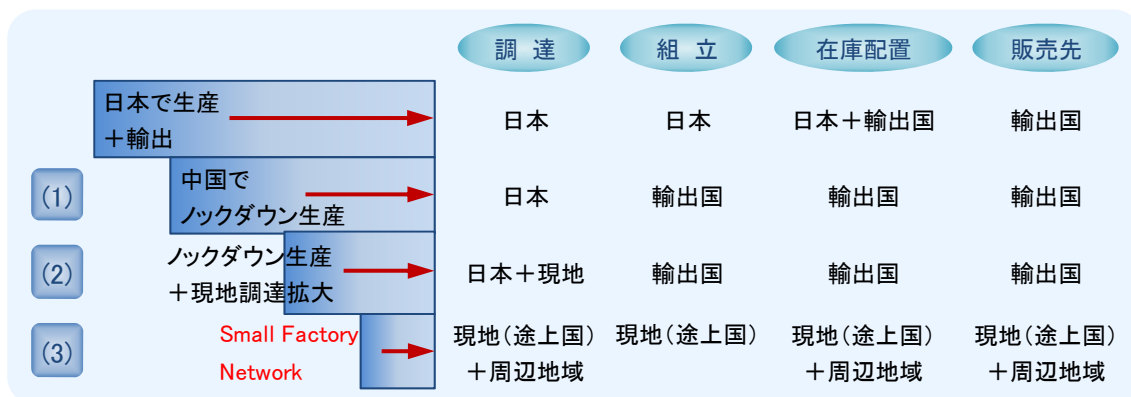 調 達 組 立 在庫配置 販売先
日本で生産
＋輸出
日本 日本 日本＋輸出国 輸出国
(1)
中国で
ノックダウン生産
日本 輸出国 輸出国 輸出国
(2)
ノックダウン生産
＋現地調達拡大
日本＋現地 輸出国 輸出国 輸出国
(3)
Small Factory
Network
現地（途上国） 現地（途上国） 現地（途上国） 現地（途上国）
＋周辺地域 ＋周辺地域 ＋周辺地域